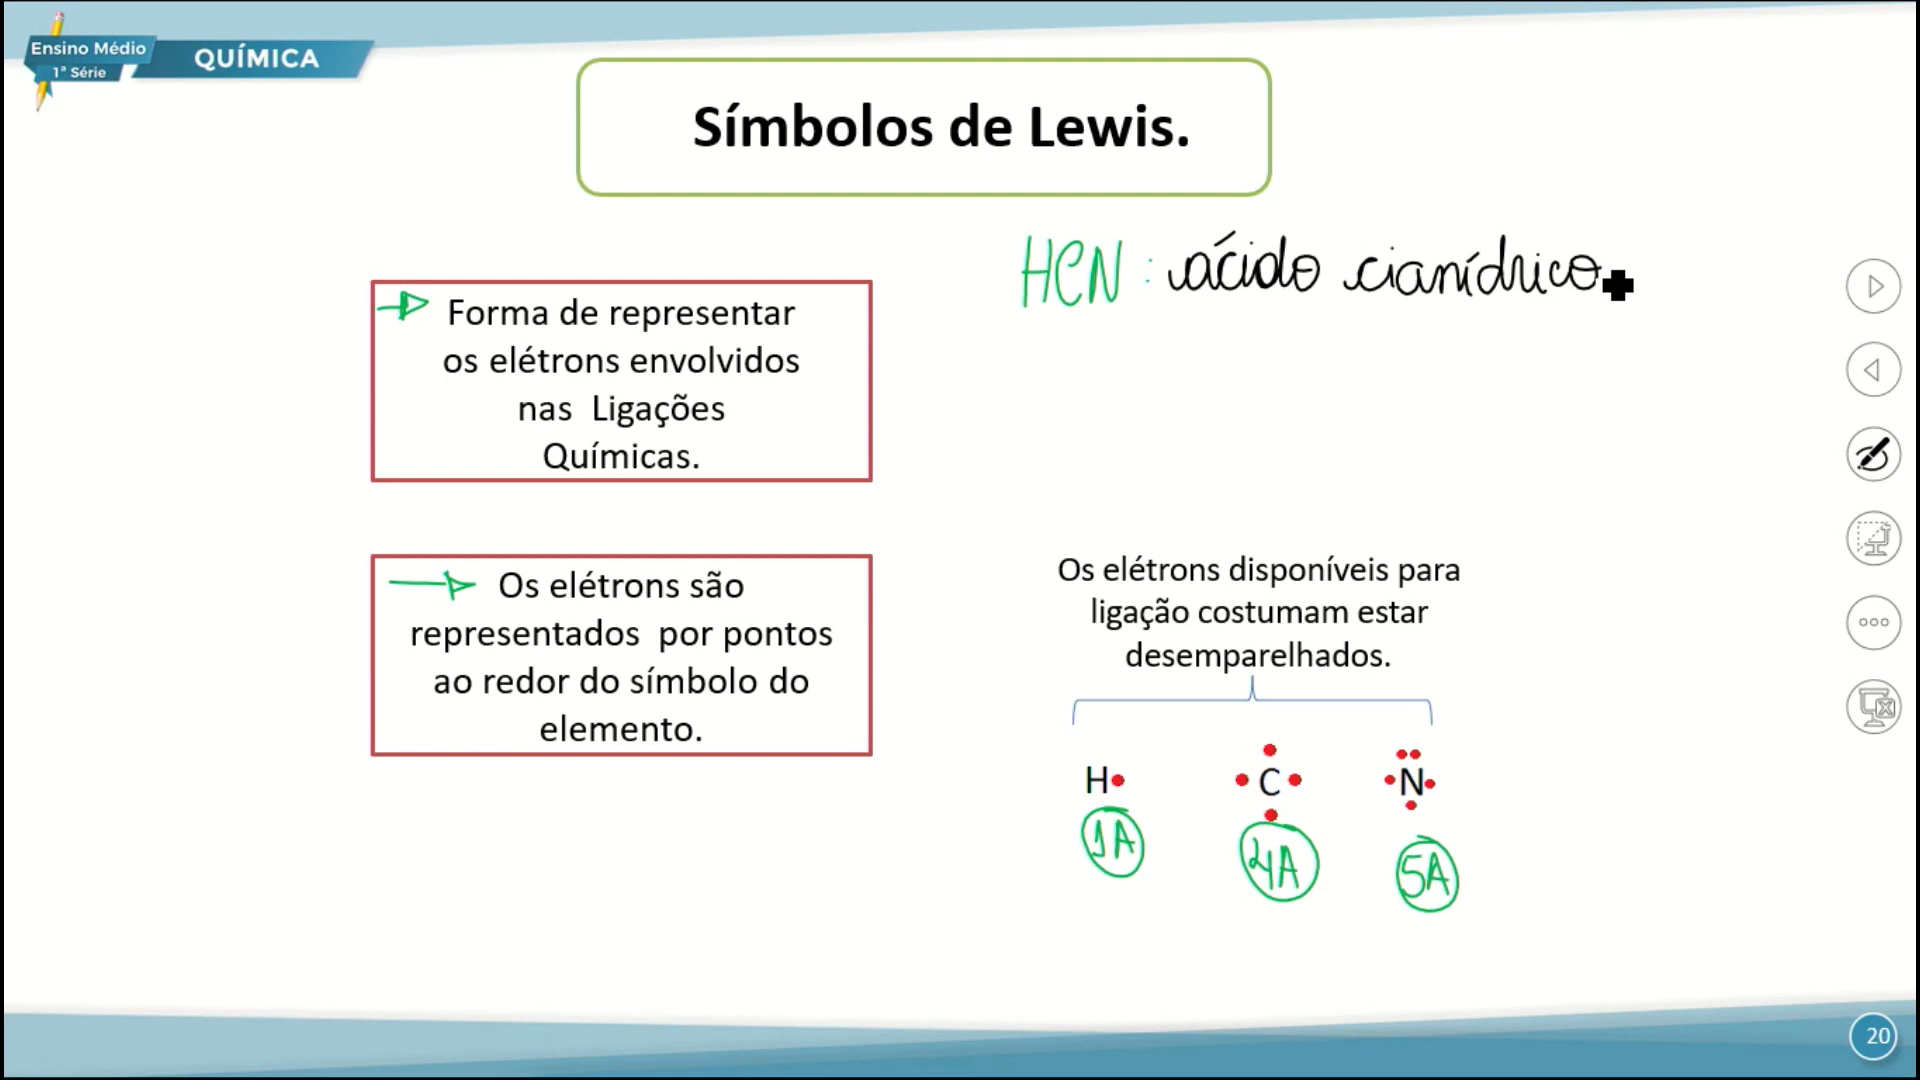 Ensino Médio
1ª Série
QUÍMICA
Símbolos de Lewis.
HCN : ácido cianídrico
Forma de representar
os elétrons envolvidos
nas Ligações
Químicas.
Os elétrons são
representados por pontos
ao redor do símbolo do
elemento.
Os elétrons disponíveis para
ligação costumam estar
desemparelhados.
H C N
1A 4A 5A
20